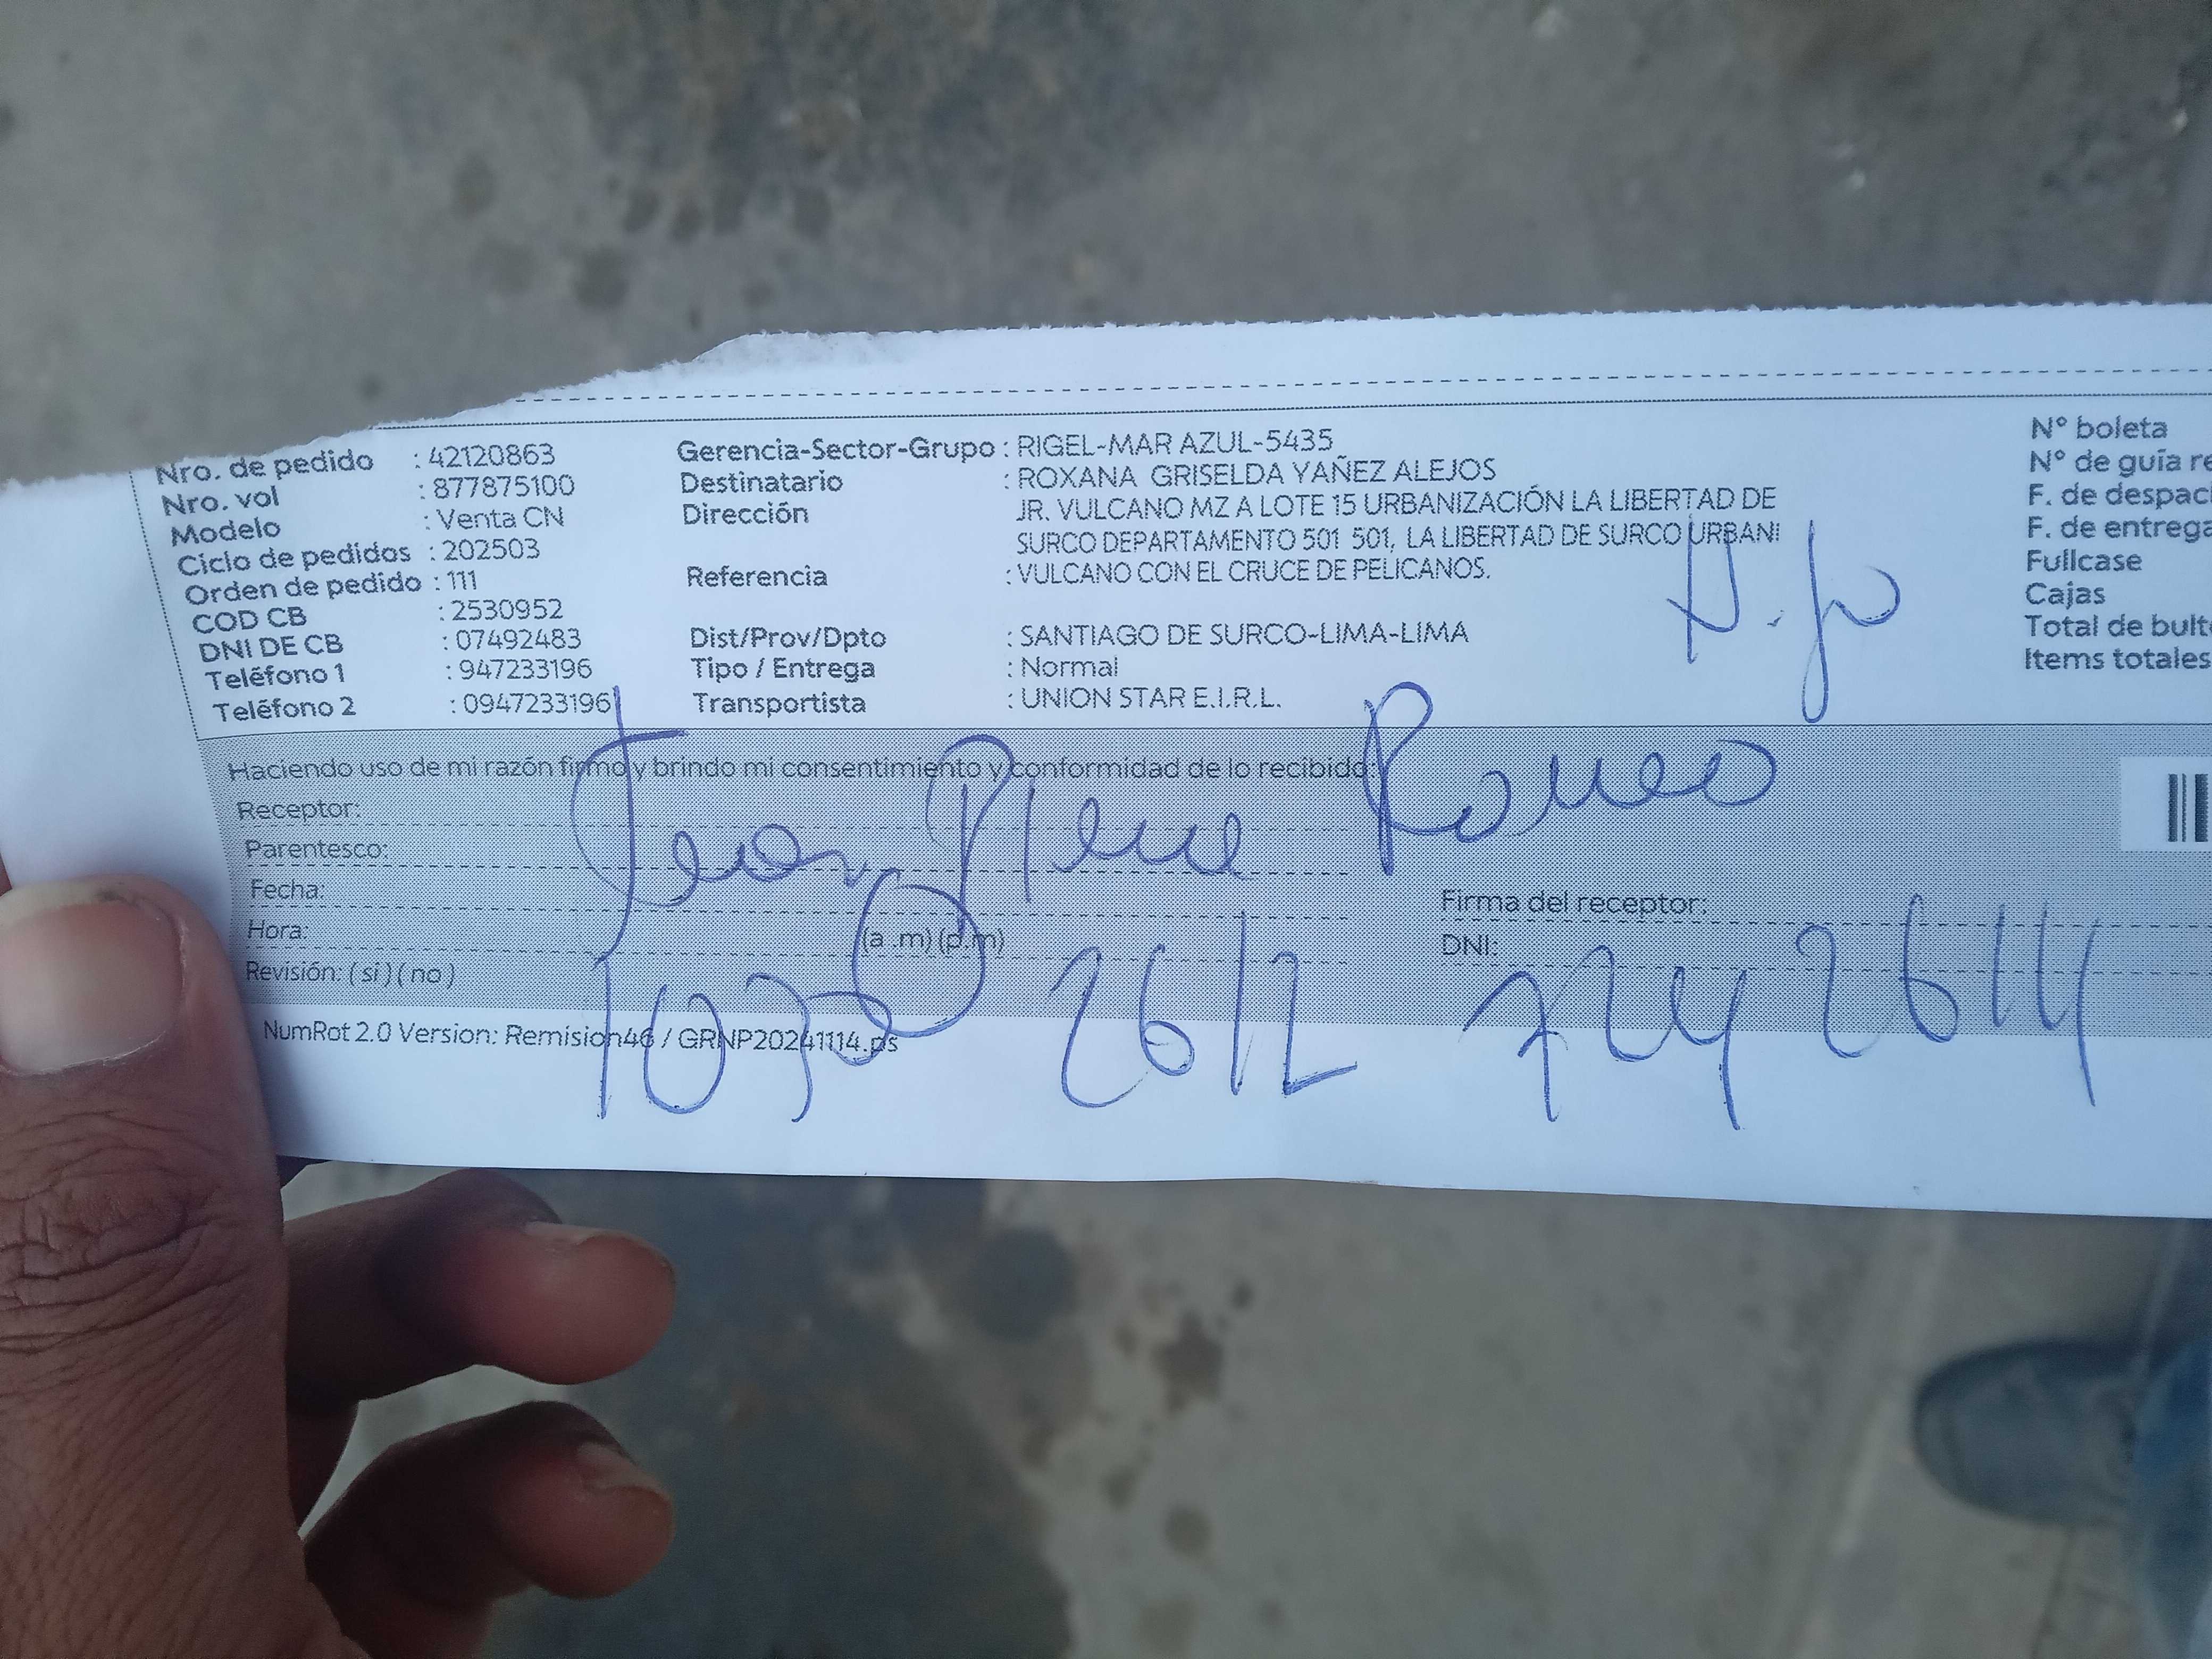 Nro. de pedido : 42120863
Nro. vol : 877875100
Modelo : Venta CN
Ciclo de pedidos : 202503
Orden de pedido : 111
COD CB : 2530952
DNI DE CB : 07492483
Teléfono 1 : 947233196
Teléfono 2 : 0947233196
Gerencia-Sector-Grupo : RIGEL-MAR AZUL-5435
Destinatario : ROXANA GRISELDA YAÑEZ ALEJOS
Dirección JR. VULCANO MZ A LOTE 15 URBANIZACIÓN LA LIBERTAD DE
SURCO DEPARTAMENTO 501 501, LA LIBERTAD DE SURCO URBANI
Referencia : VULCANO CON EL CRUCE DE PELICANOS.
Dist/Prov/Dpto : SANTIAGO DE SURCO-LIMA-LIMA
Tipo / Entrega : Normal
Transportista : UNION STAR E.I.R.L.
Nº boleta
Nº de guía re
F. de despac
F. de entrega
Fullcase
Cajas
Total de bult
Items totales
Haciendo uso de mi razón firmo y brindo mi consentimiento y conformidad de lo recibido
Receptor: Jean Piere Romeo
Parentesco:
Fecha:
Hora: (a .m) (p.m)
Revisión: ( si ) ( no )
Firma del receptor:
DNI:
26/12
NumRot 2.0 Version: Remision46 / GRNP20241114.ps